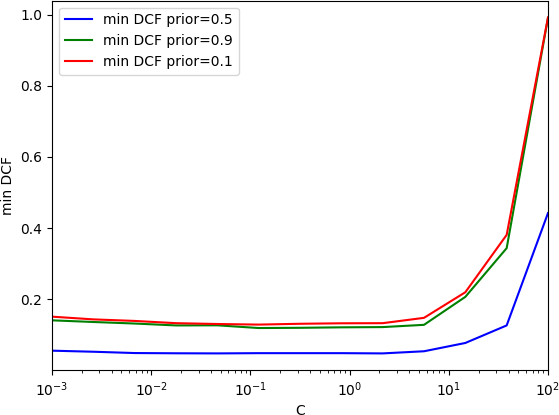 min DCF prior=0.5
min DCF prior=0.9
min DCF prior=0.1
1.0
0.8
0.6
0.4
0.2
min DCF
10⁻³
10⁻²
10⁻¹
10⁰
10¹
10²
C